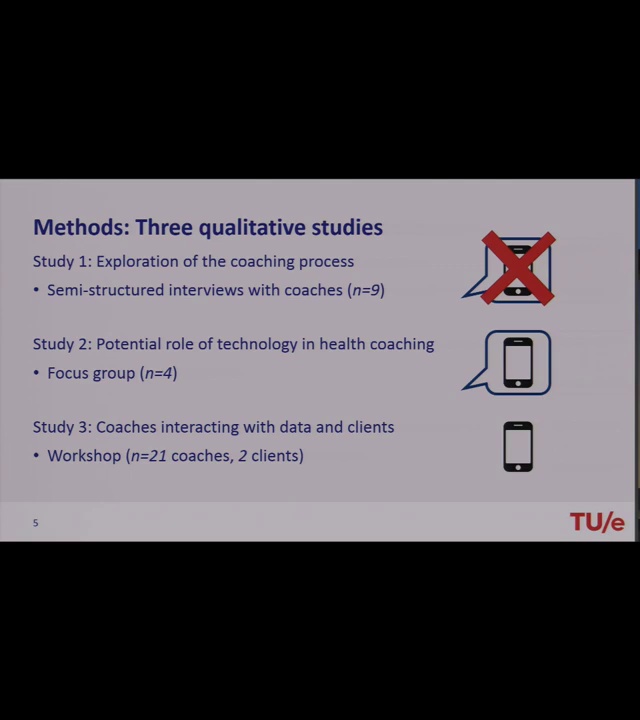 Methods: Three qualitative studies
Study 1: Exploration of the coaching process
• Semi-structured interviews with coaches (n=9)
Study 2: Potential role of technology in health coaching
• Focus group (n=4)
Study 3: Coaches interacting with data and clients
• Workshop (n=21 coaches, 2 clients)
5
TU/e